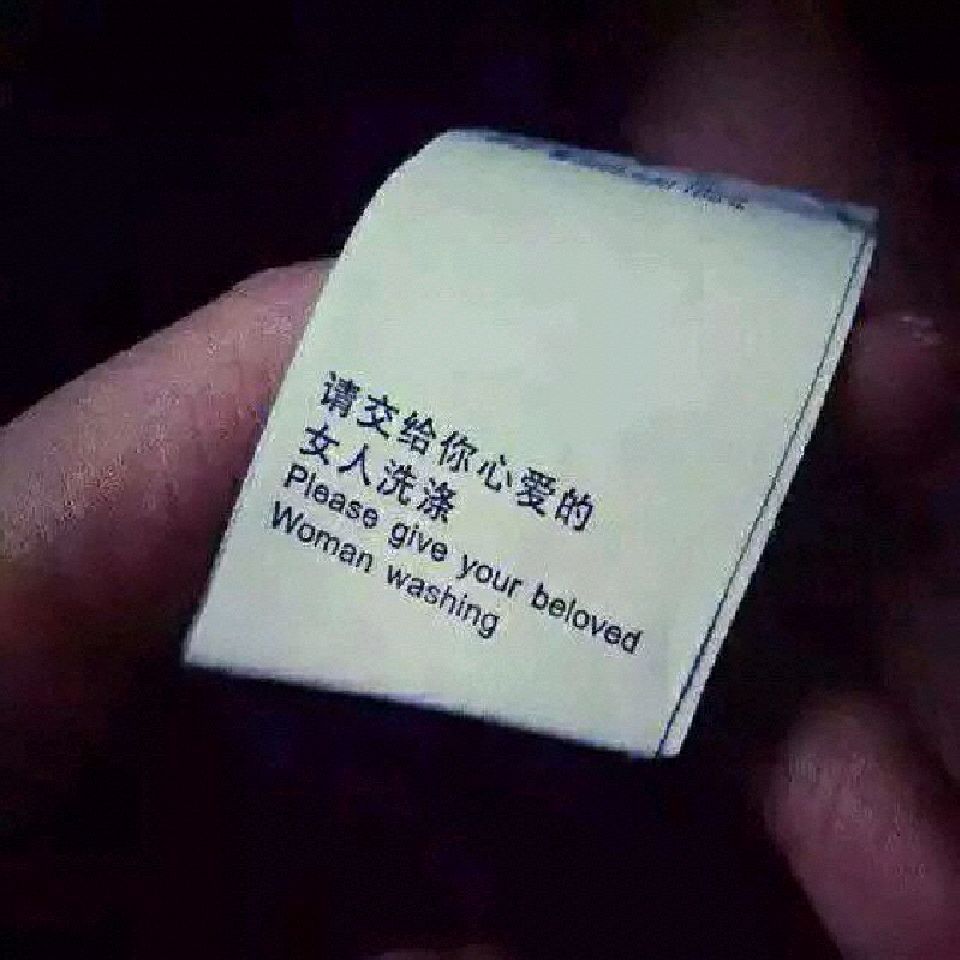 请交给你心爱的
女人洗涤
Please give your beloved
Woman washing